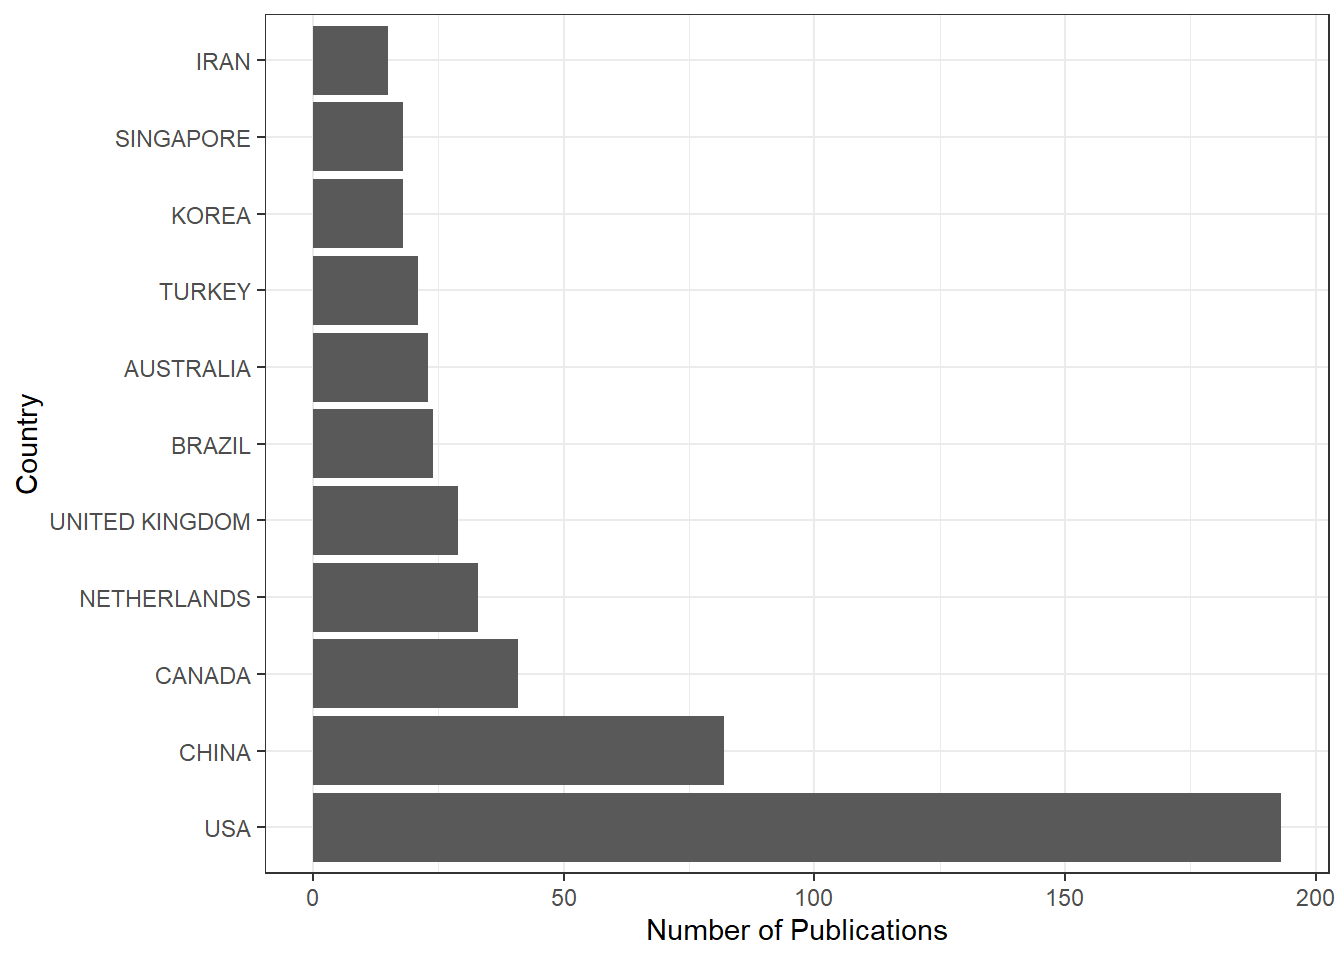 IRAN
SINGAPORE
KOREA
TURKEY
AUSTRALIA
BRAZIL
UNITED KINGDOM
NETHERLANDS
CANADA
CHINA
USA
Country
0 50 100 150 200
Number of Publications